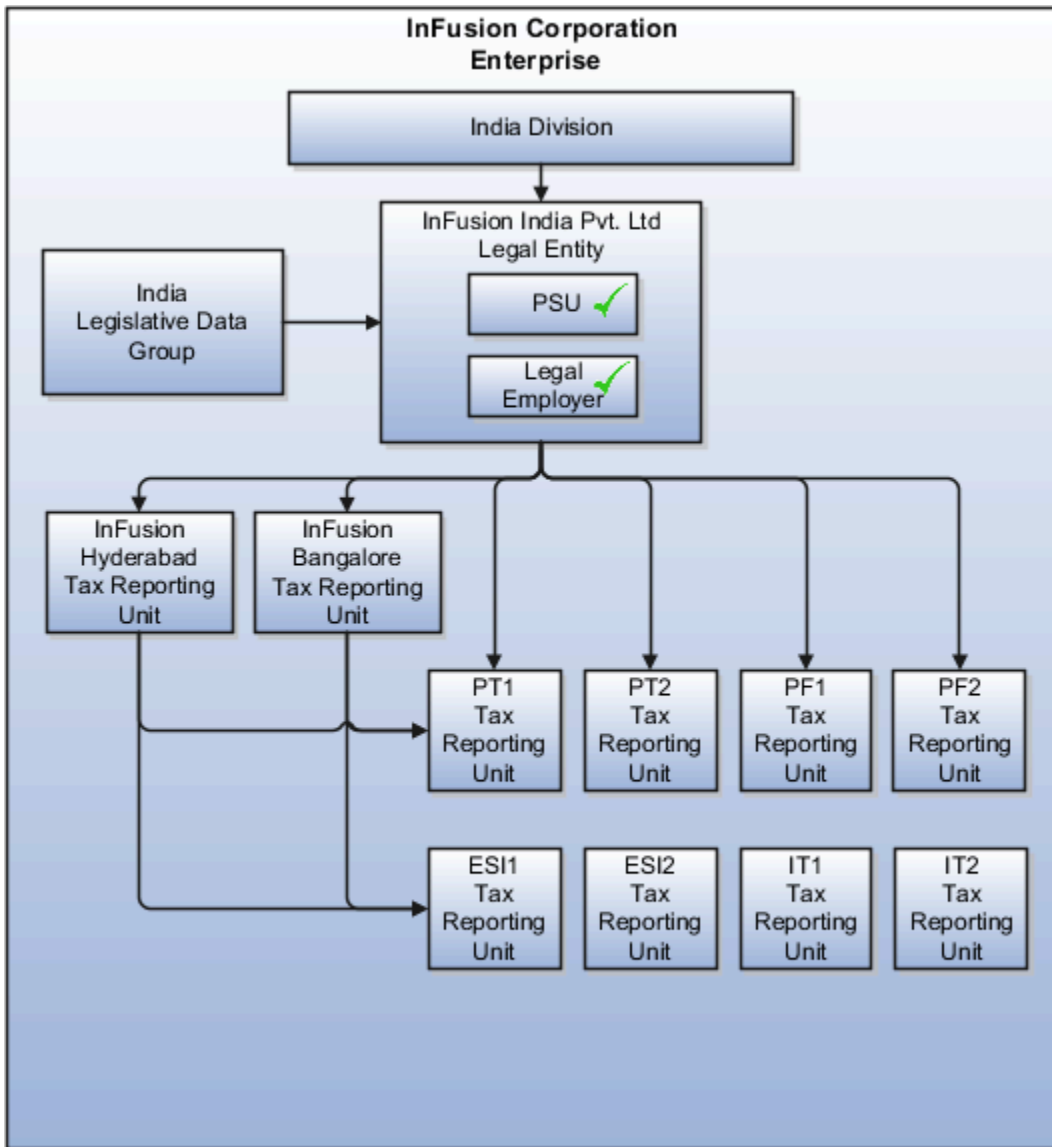 InFusion Corporation
Enterprise
India Division
InFusion India Pvt. Ltd
Legal Entity
PSU
Legal
Employer
India
Legislative Data
Group
InFusion
Hyderabad
Tax Reporting
Unit
InFusion
Bangalore
Tax Reporting
Unit
PT1
Tax
Reporting
Unit
PT2
Tax
Reporting
Unit
PF1
Tax
Reporting
Unit
PF2
Tax
Reporting
Unit
ESI1
Tax
Reporting
Unit
ESI2
Tax
Reporting
Unit
IT1
Tax
Reporting
Unit
IT2
Tax
Reporting
Unit